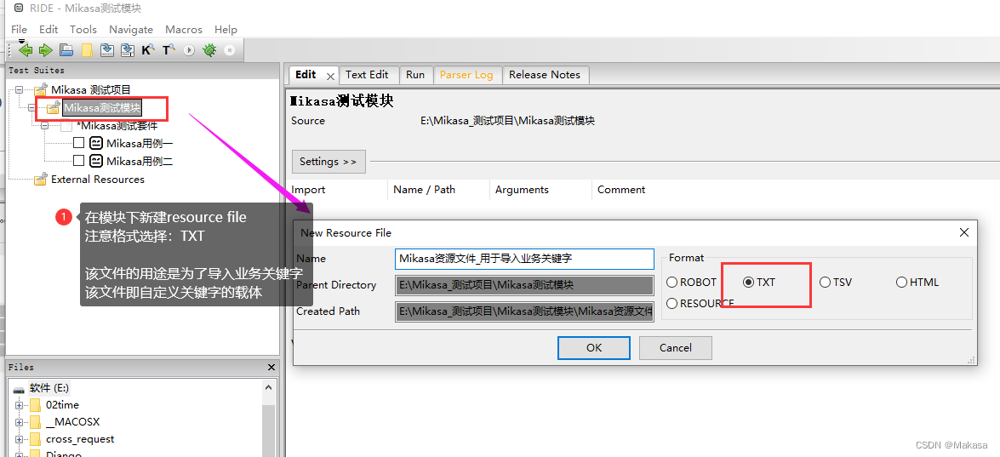 RIDE - Mikasa测试模块
File Edit Tools Navigate Macros Help
K T
Test Suites
Mikasa 测试项目
Mikasa测试模块
*Mikasa测试套件
Mikasa用例一
Mikasa用例二
External Resources
1
在模块下新建resource file
注意格式选择：TXT
该文件的用途是为了导入业务关键字
该文件即自定义关键字的载体
Files
软件 (E:)
02time
__MACOSX
cross_request
Django
Edit Text Edit Run Parser Log Release Notes
Mikasa测试模块
Source E:\Mikasa_测试项目\Mikasa测试模块
Settings >>
Import Name / Path Arguments Comment
New Resource File
Name Mikasa资源文件_用于导入业务关键字
Parent Directory E:\Mikasa_测试项目\Mikasa测试模块
Created Path E:\Mikasa_测试项目\Mikasa测试模块\Mikasa资源文件
Format
ROBOT TXT TSV HTML
RESOURCE
OK Cancel
CSDN @Makasa